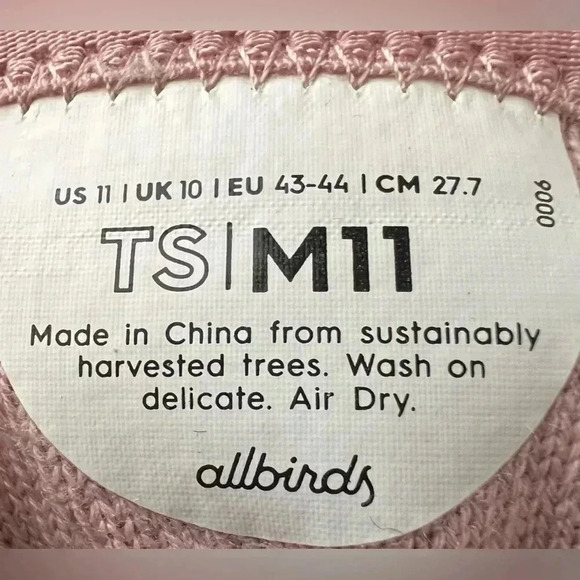 US 11 | UK 10 | EU 43-44 | CM 27.7
0006
TS|M11
Made in China from sustainably
harvested trees. Wash on
delicate. Air Dry.
allbirds